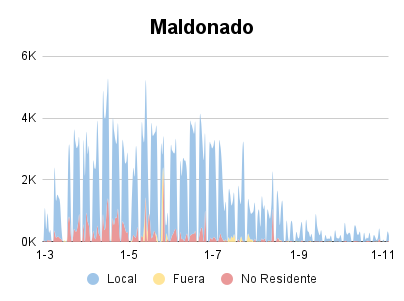 Maldonado
6K
4K
2K
0K
1-3 1-5 1-7 1-9 1-11
Local Fuera No Residente